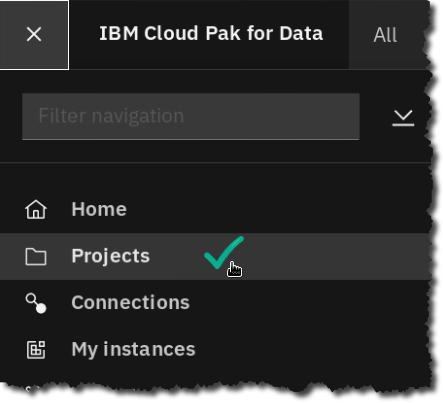 IBM Cloud Pak for Data
All
Filter navigation
Home
Projects
Connections
My instances